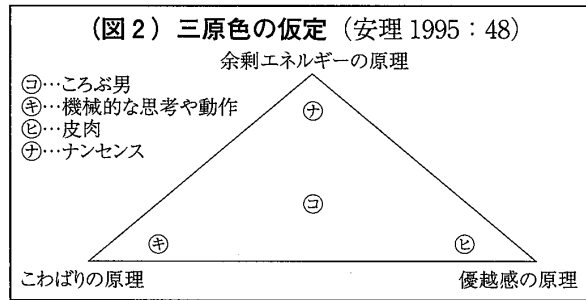 (図2) 三原色の仮定 (安理 1995:48)
余剰エネルギーの原理
㋙…ころぶ男
㋖…機械的な思考や動作
㋪…皮肉
㋤…ナンセンス
㋤
㋙
㋖ ㋪
こわばりの原理 優越感の原理